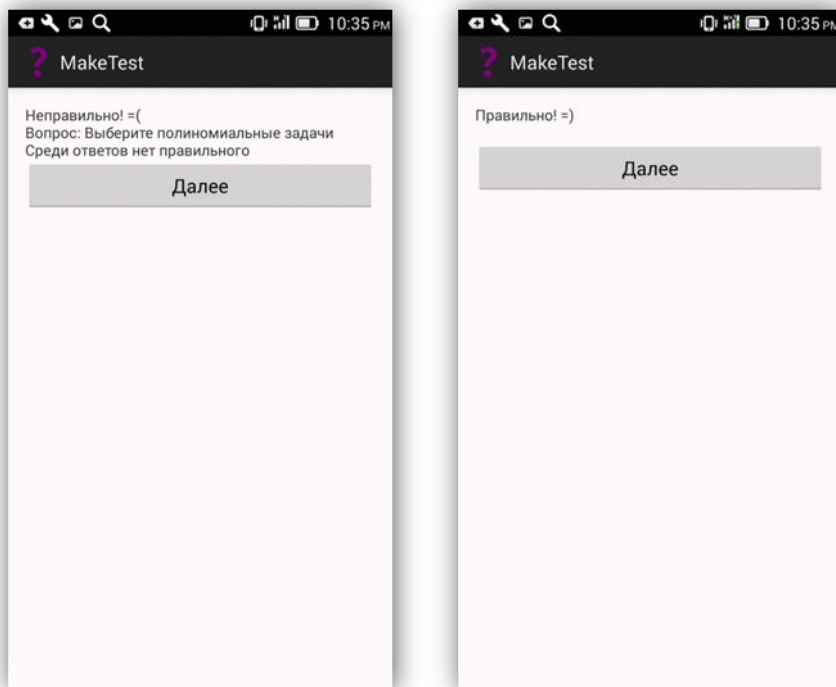 10:35 PM
MakeTest
Неправильно! =(
Вопрос: Выберите полиномиальные задачи
Среди ответов нет правильного
Далее
10:35 PM
MakeTest
Правильно! =)
Далее